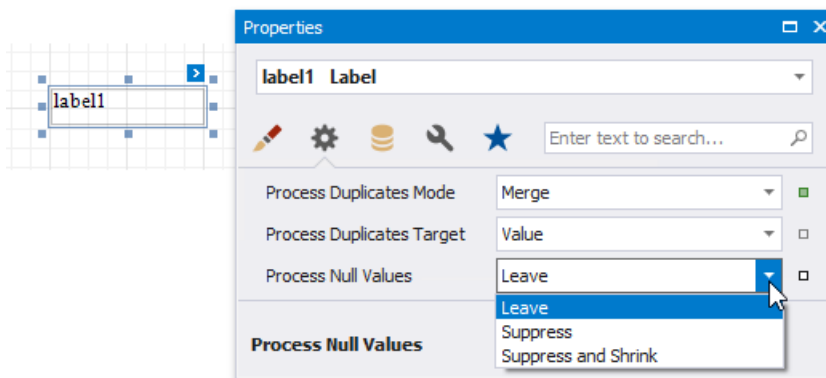 Properties
label1 Label
label1
Enter text to search...
Process Duplicates Mode Merge
Process Duplicates Target Value
Process Null Values Leave
Leave
Suppress
Suppress and Shrink
Process Null Values